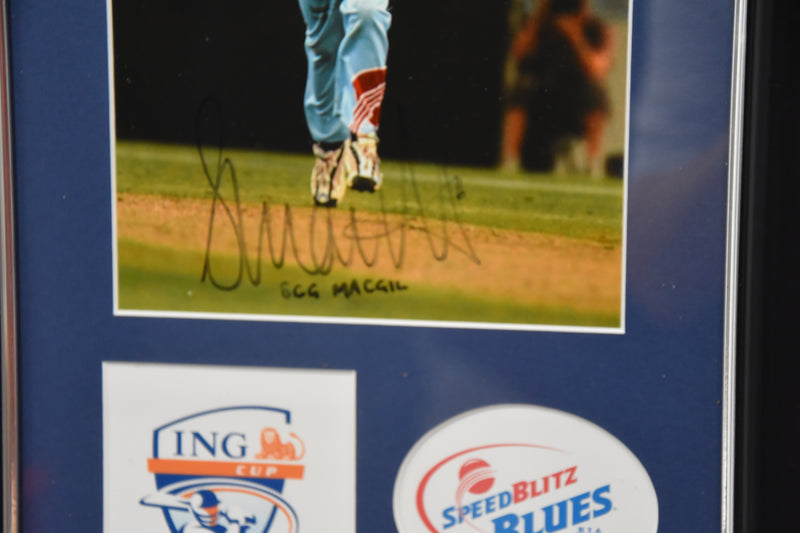 SCG MACGIL
ING
CUP
SPEEDBLITZ
BLUES